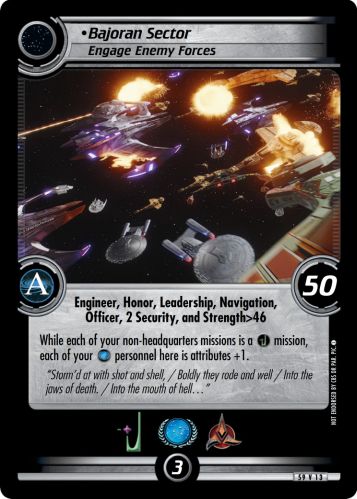 •Bajoran Sector
Engage Enemy Forces
A
50
Engineer, Honor, Leadership, Navigation,
Officer, 2 Security, and Strength>46
While each of your non-headquarters missions is a mission,
each of your personnel here is attributes +1.
"Storm'd at with shot and shell, / Boldly they rode and well / Into the
jaws of death. / Into the mouth of hell…"
NOT ENDORSED BY CBS OR PAR. PIC.
3
59 V 13